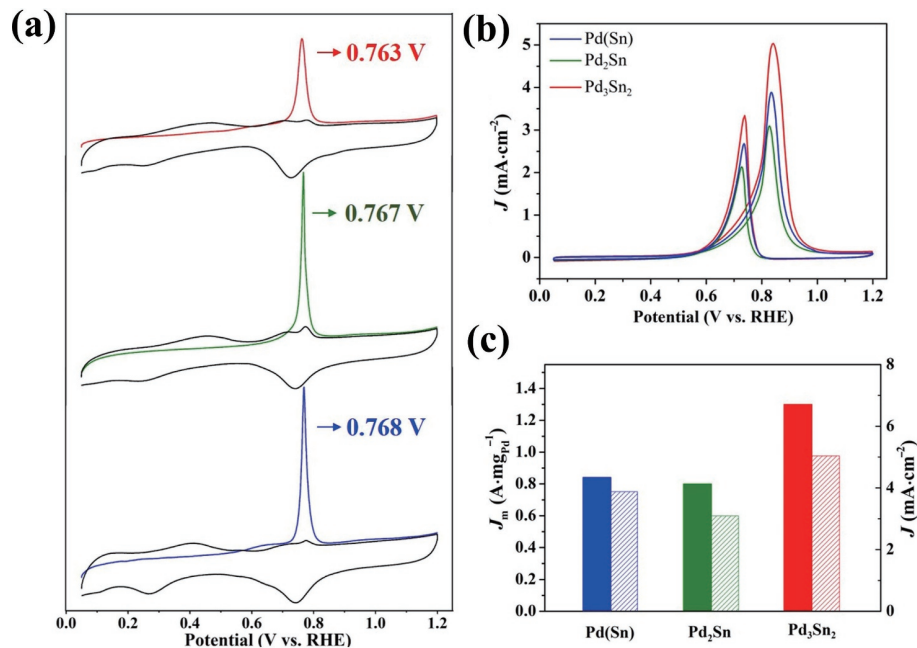 (a)
0.763 V
0.767 V
0.768 V
0.0 0.2 0.4 0.6 0.8 1.0 1.2
Potential (V vs. RHE)
(b)
Pd(Sn)
Pd₂Sn
Pd₃Sn₂
J (mA·cm⁻²)
5
4
3
2
1
0
0.0 0.2 0.4 0.6 0.8 1.0 1.2
Potential (V vs. RHE)
(c)
Jₘ (A·mg_Pd⁻¹)
1.4
1.2
1.0
0.8
0.6
0.4
0.2
0.0
8
6
4
2
0
J (mA·cm⁻²)
Pd(Sn) Pd₂Sn Pd₃Sn₂